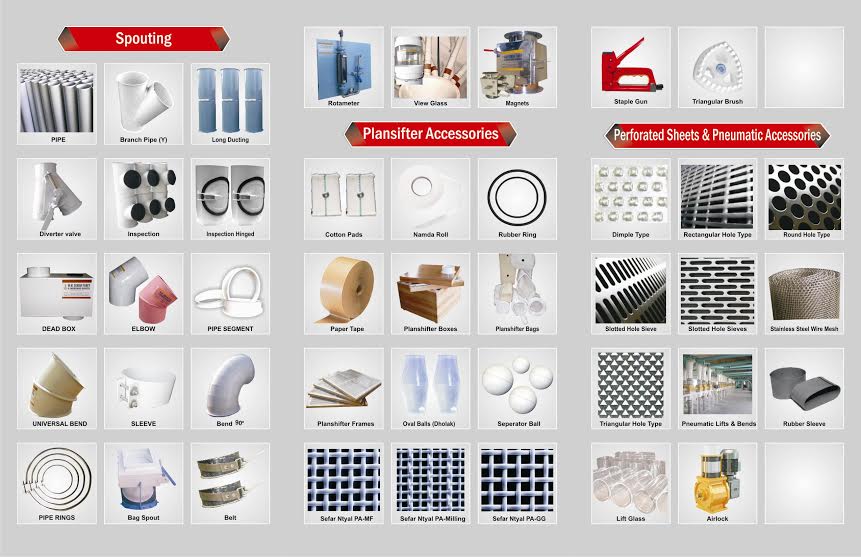 Spouting
PIPE
Branch Pipe (Y)
Long Ducting
Diverter valve
Inspection
Inspection Hinged
DEAD BOX
ELBOW
PIPE SEGMENT
UNIVERSAL BEND
SLEEVE
Bend 90°
PIPE RINGS
Bag Spout
Belt
Rotameter
View Glass
Magnets
Plansifter Accessories
Cotton Pads
Namda Roll
Rubber Ring
Paper Tape
Planshifter Boxes
Planshifter Bags
Planshifter Frames
Oval Balls (Dholak)
Seperator Ball
Sefar Ntyal PA-MF
Sefar Ntyal PA-Milling
Sefar Ntyal PA-GG
Staple Gun
Triangular Brush
Perforated Sheets & Pneumatic Accessories
Dimple Type
Rectangular Hole Type
Round Hole Type
Slotted Hole Sieve
Slotted Hole Sieves
Stainless Steel Wire Mesh
Triangular Hole Type
Pneumatic Lifts & Bends
Rubber Sleeve
Lift Glass
Airlock